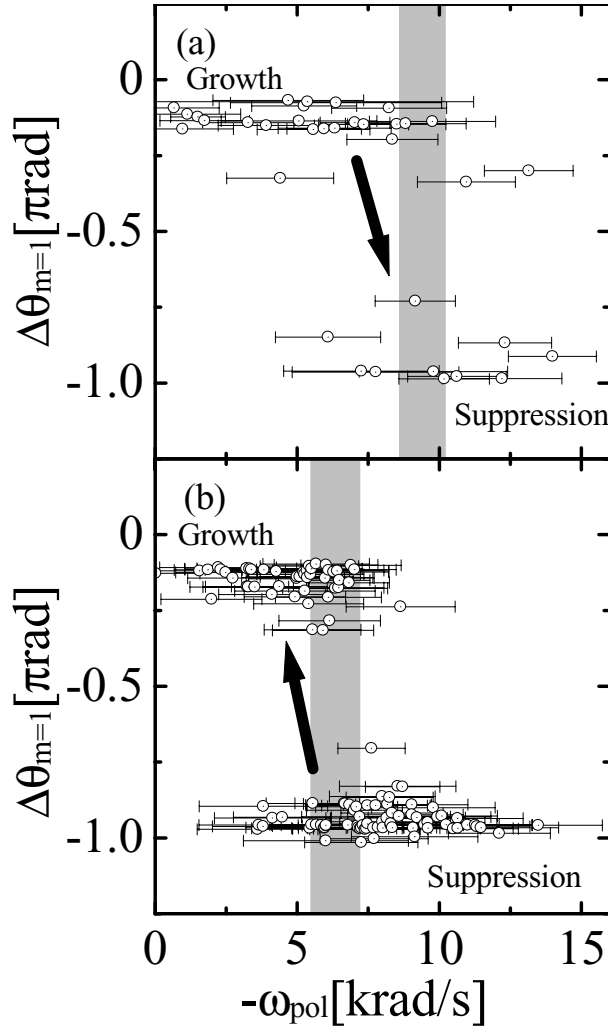 (a)
Growth
0
-0.5
-1.0
Δθm=1[πrad]
Suppression
(b)
Growth
0
-0.5
-1.0
Δθm=1[πrad]
Suppression
0 5 10 15
-ωpol[krad/s]